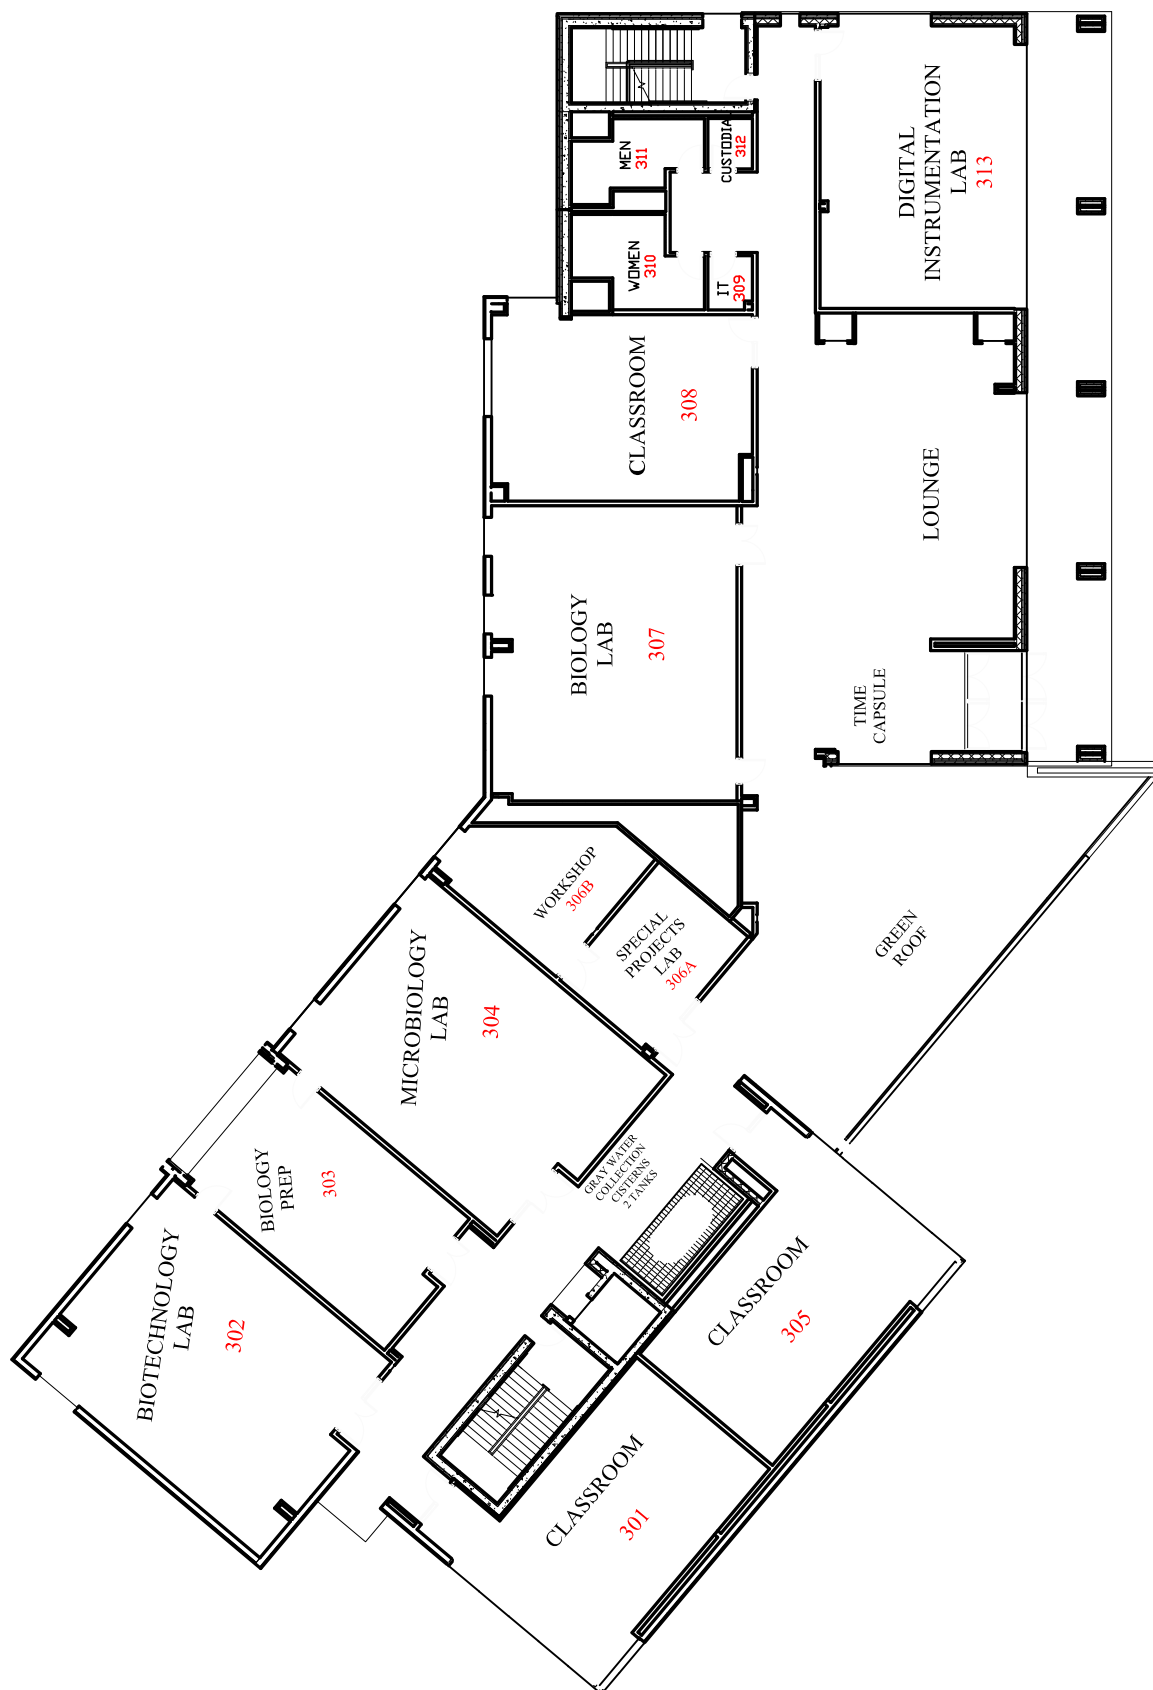 MEN
311
CUSTODIA
312
WOMEN
310
IT
309
DIGITAL
INSTRUMENTATION
LAB
313
CLASSROOM
308
LOUNGE
BIOLOGY
LAB
307
TIME
CAPSULE
WORKSHOP
306B
SPECIAL
PROJECTS
LAB
306A
GREEN
ROOF
MICROBIOLOGY
LAB
304
BIOLOGY
PREP
303
GRAY WATER
COLLECTION
CISTERNS
2 TANKS
BIOTECHNOLOGY
LAB
302
CLASSROOM
305
CLASSROOM
301